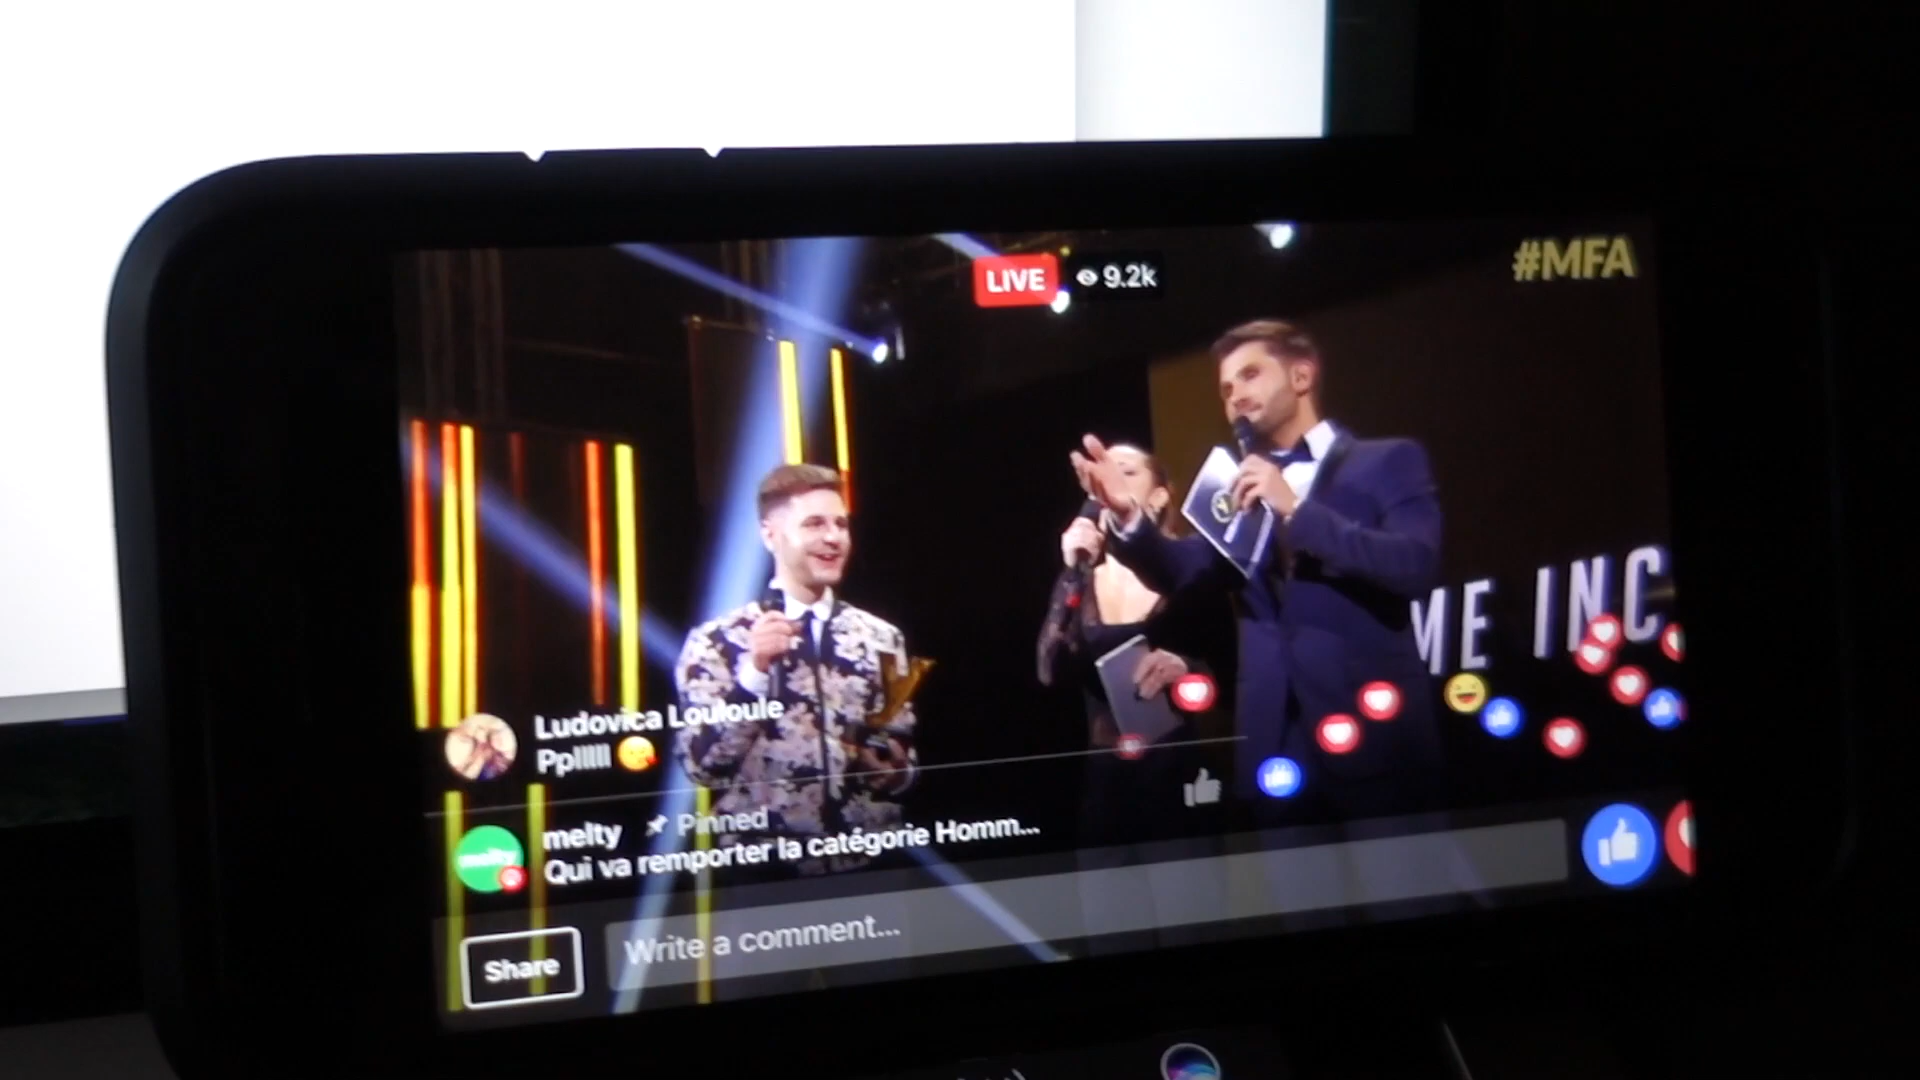 LIVE 9.2k
#MFA
ME INC
Ludovica Louloule
Pplllll
melty Pinned
Qui va remporter la catégorie Homm...
Write a comment...
Share